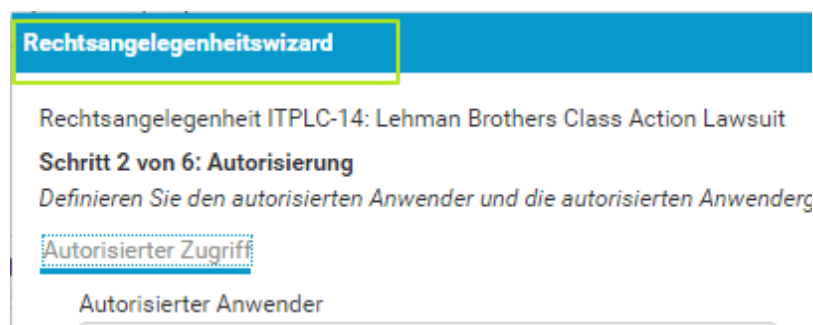 Rechtsangelegenheitswizard
Rechtsangelegenheit ITPLC-14: Lehman Brothers Class Action Lawsuit
Schritt 2 von 6: Autorisierung
Definieren Sie den autorisierten Anwender und die autorisierten
Autorisierter Zugriff
Autorisierter Anwender